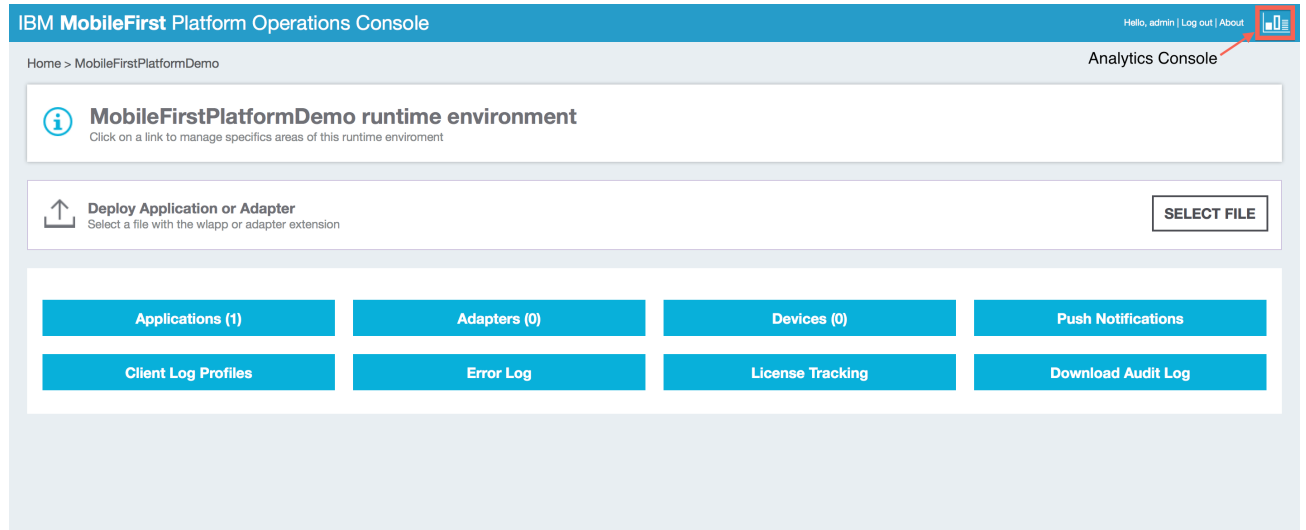 IBM MobileFirst Platform Operations Console
Hello, admin | Log out | About
Home > MobileFirstPlatformDemo
Analytics Console
MobileFirstPlatformDemo runtime environment
Click on a link to manage specifics areas of this runtime enviroment
Deploy Application or Adapter
Select a file with the wlapp or adapter extension
SELECT FILE
Applications (1)
Adapters (0)
Devices (0)
Push Notifications
Client Log Profiles
Error Log
License Tracking
Download Audit Log